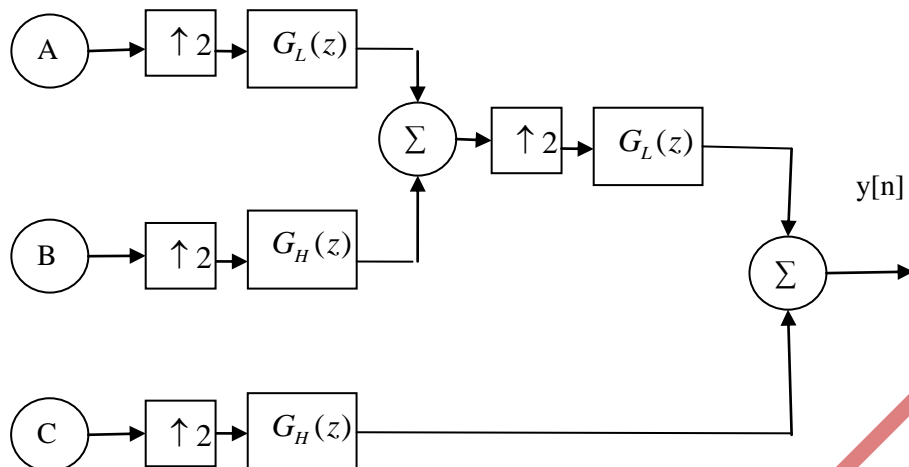 A
↑ 2
G_L(z)
Σ
↑ 2
G_L(z)
y[n]
B
↑ 2
G_H(z)
Σ
C
↑ 2
G_H(z)